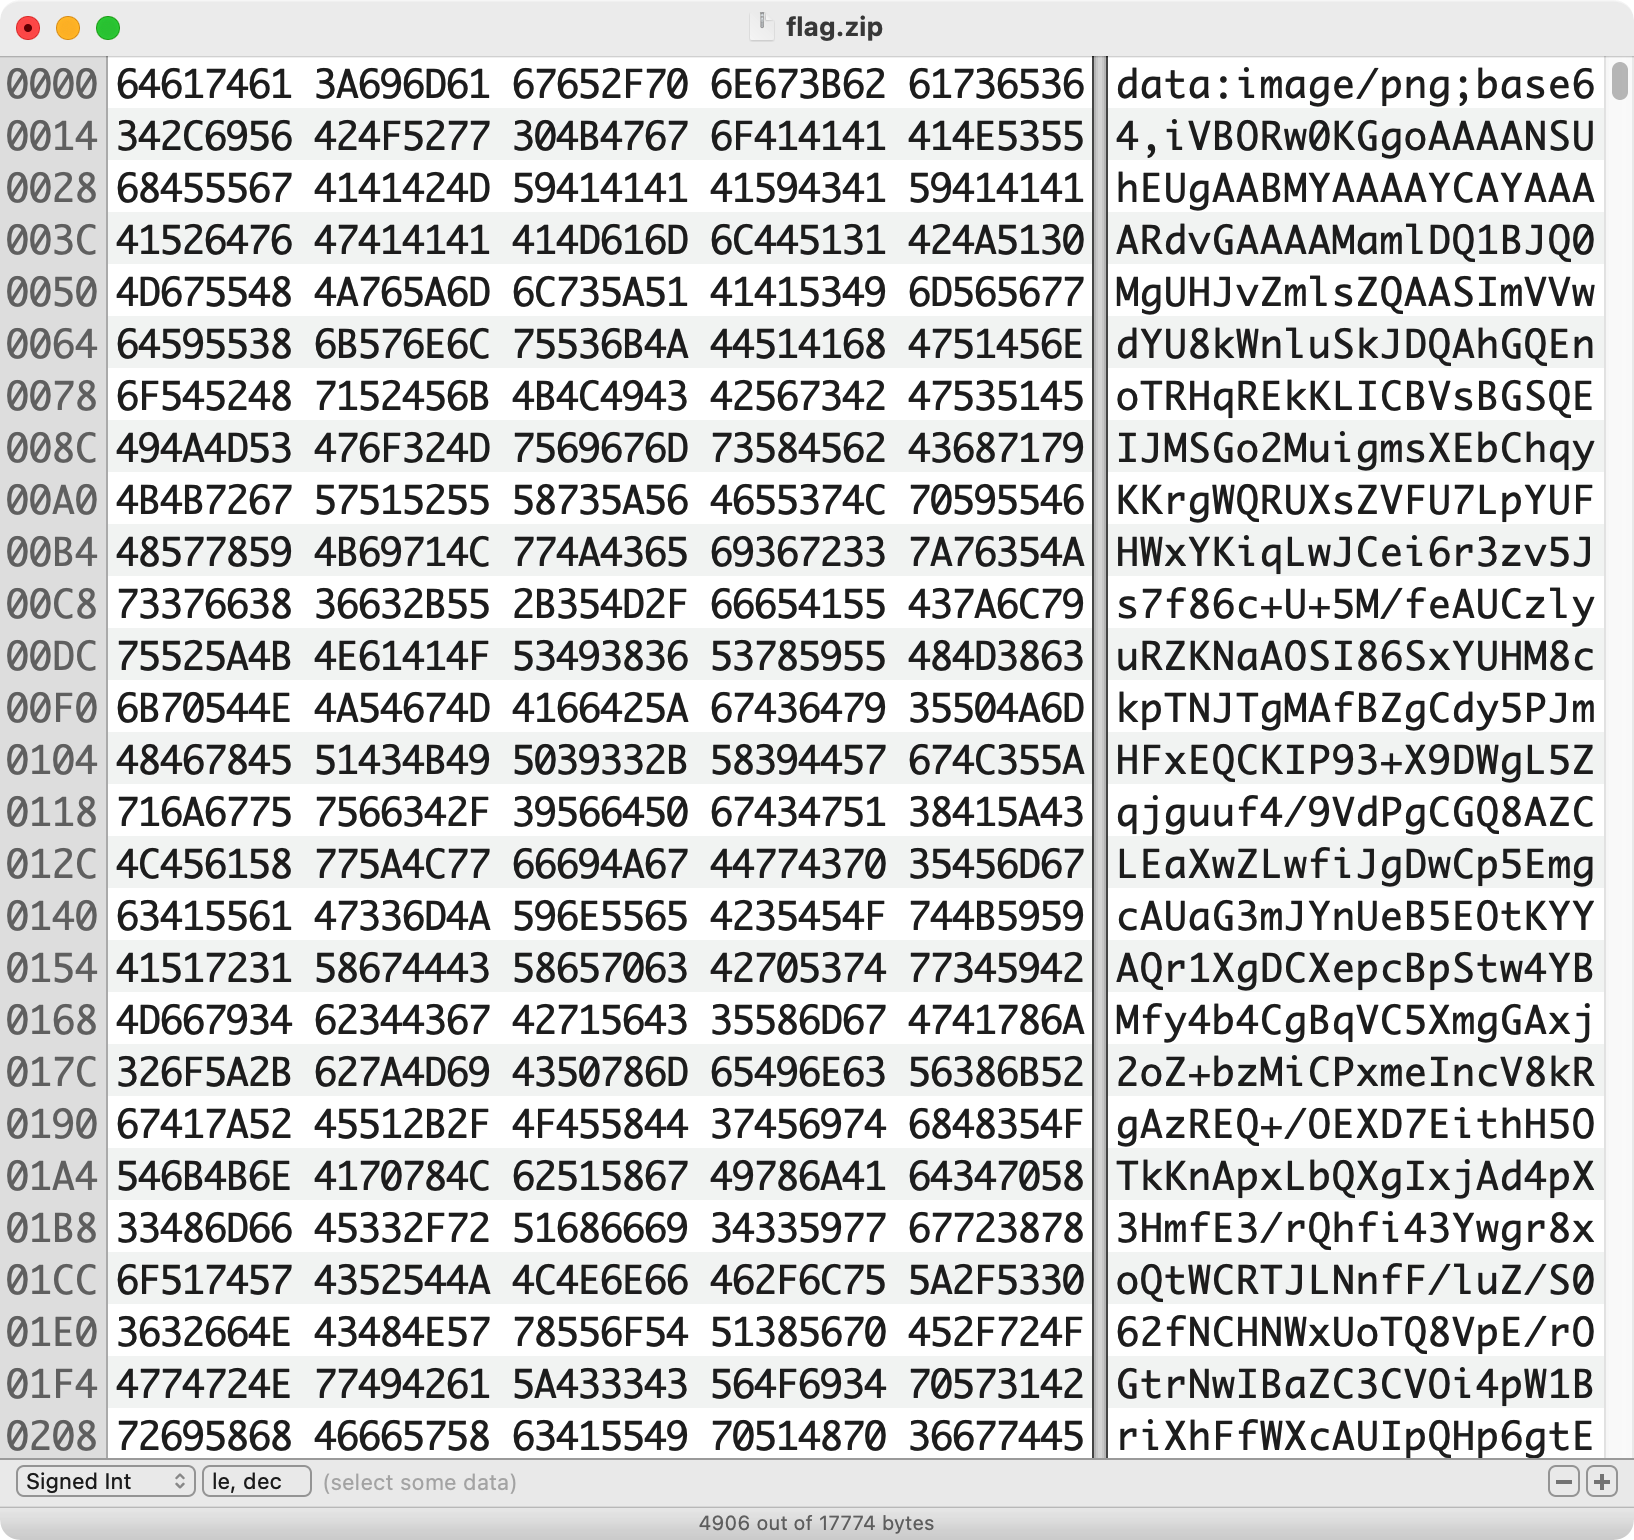 flag.zip
0000 64617461 3A696D61 67652F70 6E673B62 61736536 data:image/png;base6
0014 342C6956 424F5277 304B4767 6F414141 414E5355 4,iVBORw0KGgoAAAANSU
0028 68455567 4141424D 59414141 41594341 59414141 hEUgAABMYAAAAYCAYAAA
003C 41526476 47414141 414D616D 6C445131 424A5130 ARdvGAAAAMamlDQ1BJQ0
0050 4D675548 4A765A6D 6C735A51 41415349 6D565677 MgUHJvZmlsZQAASImVVw
0064 64595538 6B576E6C 75536B4A 44514168 4751456E dYU8kWnluSkJDQAhGQEn
0078 6F545248 7152456B 4B4C4943 42567342 47535145 oTRHqREkKLICBVsBGSQE
008C 494A4D53 476F324D 7569676D 73584562 43687179 IJMSGo2MuigmsXEbChqy
00A0 4B4B7267 57515255 58735A56 4655374C 70595546 KKrgWQRUXsZVFU7LpYUF
00B4 48577859 4B69714C 774A4365 69367233 7A76354A HWxYKiqLwJCei6r3zv5J
00C8 73376638 36632B55 2B354D2F 66654155 437A6C79 s7f86c+U+5M/feAUCzly
00DC 75525A4B 4E61414F 53493836 53785955 484D3863 uRZKNaAOSI86SxYUHM8c
00F0 6B70544E 4A54674D 4166425A 67436479 35504A6D kpTNJTgMAfBZgCdy5PJm
0104 48467845 51434B49 5039332B 58394457 674C355A HFxEQCKIP93+X9DWgL5Z
0118 716A6775 7566342F 39566450 67434751 38415A43 qjguuf4/9VdPgCGQ8AZC
012C 4C456158 775A4C77 66694A67 44774370 35456D67 LEaXwZLwfiJgDwCp5Emg
0140 63415561 47336D4A 596E5565 4235454F 744B5959 cAUaG3mJYnUeB5EOtKYY
0154 41517231 58674443 58657063 42705374 77345942 AQr1XgDCXepcBpStw4YB
0168 4D667934 62344367 42715643 35586D67 4741786A Mfy4b4CgBqVC5XmgGAxj
017C 326F5A2B 627A4D69 4350786D 65496E63 56386B52 2oZ+bzMiCPxmeIncV8kR
0190 67417A52 45512B2F 4F455844 37456974 6848354F gAzREQ+/OEXD7EithH5O
01A4 546B4B6E 4170784C 62515867 49786A41 64347058 TkKnApxLbQXgIxjAd4pX
01B8 33486D66 45332F72 51686669 34335977 67723878 3HmfE3/rQhfi43Ywgr8x
01CC 6F517457 4352544A 4C4E6E66 462F6C75 5A2F5330 oQtWCRTJLNnfF/luZ/S0
01E0 3632664E 43484E57 78556F54 51385670 452F724F 62fNCHNWxUoTQ8VpE/rO
01F4 4774724E 77494261 5A433343 564F6934 70573142 GtrNwIBaZC3CVOi4pW1B
0208 72695868 46665758 63415549 70514870 36677445 riXhFfWXcAUIpQHp6gtE
Signed Int le, dec (select some data)
4906 out of 17774 bytes